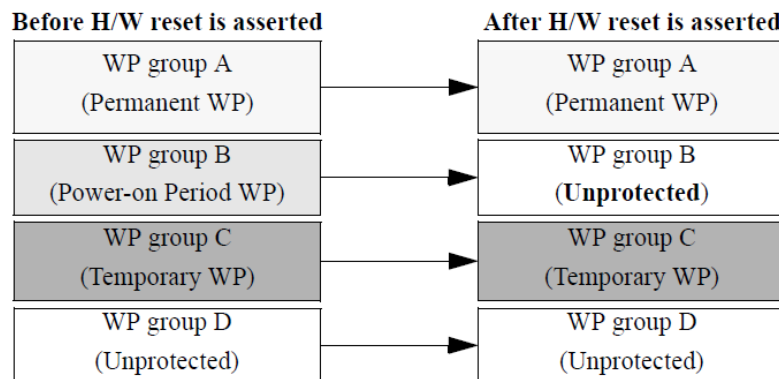 Before H/W reset is asserted
After H/W reset is asserted
WP group A
(Permanent WP)
WP group A
(Permanent WP)
WP group B
(Power-on Period WP)
WP group B
(Unprotected)
WP group C
(Temporary WP)
WP group C
(Temporary WP)
WP group D
(Unprotected)
WP group D
(Unprotected)